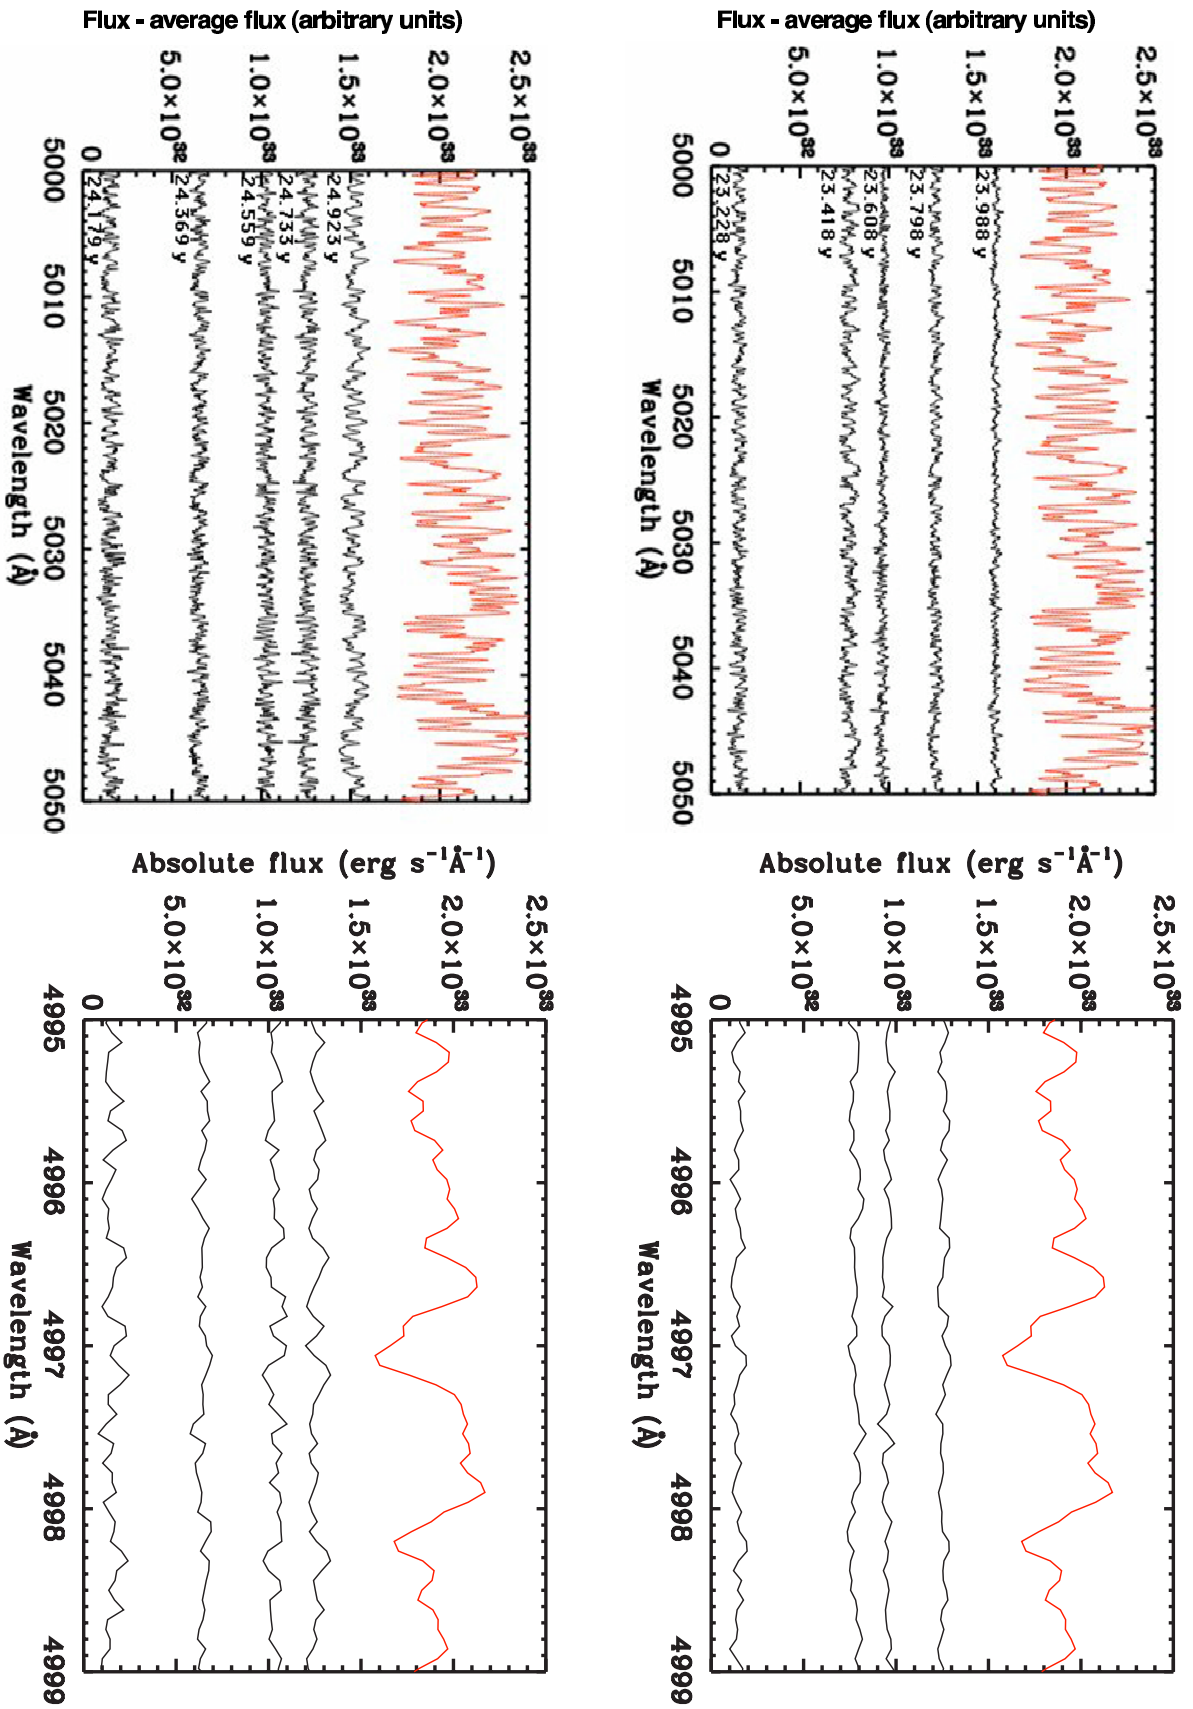 Flux - average flux (arbitrary units)
0
5.0×10³²
1.0×10³³
1.5×10³³
2.0×10³³
2.5×10³³
24.179 y
24.369 y
24.559 y
24.733 y
24.923 y
5000
5010
5020
5030
5040
5050
Wavelength (Å)
Flux - average flux (arbitrary units)
0
5.0×10³²
1.0×10³³
1.5×10³³
2.0×10³³
2.5×10³³
23.228 y
23.418 y
23.608 y
23.798 y
23.988 y
5000
5010
5020
5030
5040
5050
Wavelength (Å)
Absolute flux (erg s⁻¹Å⁻¹)
0
5.0×10³²
1.0×10³³
1.5×10³³
2.0×10³³
2.5×10³³
4995
4996
4997
4998
4999
Wavelength (Å)
Absolute flux (erg s⁻¹Å⁻¹)
0
5.0×10³²
1.0×10³³
1.5×10³³
2.0×10³³
2.5×10³³
4995
4996
4997
4998
4999
Wavelength (Å)